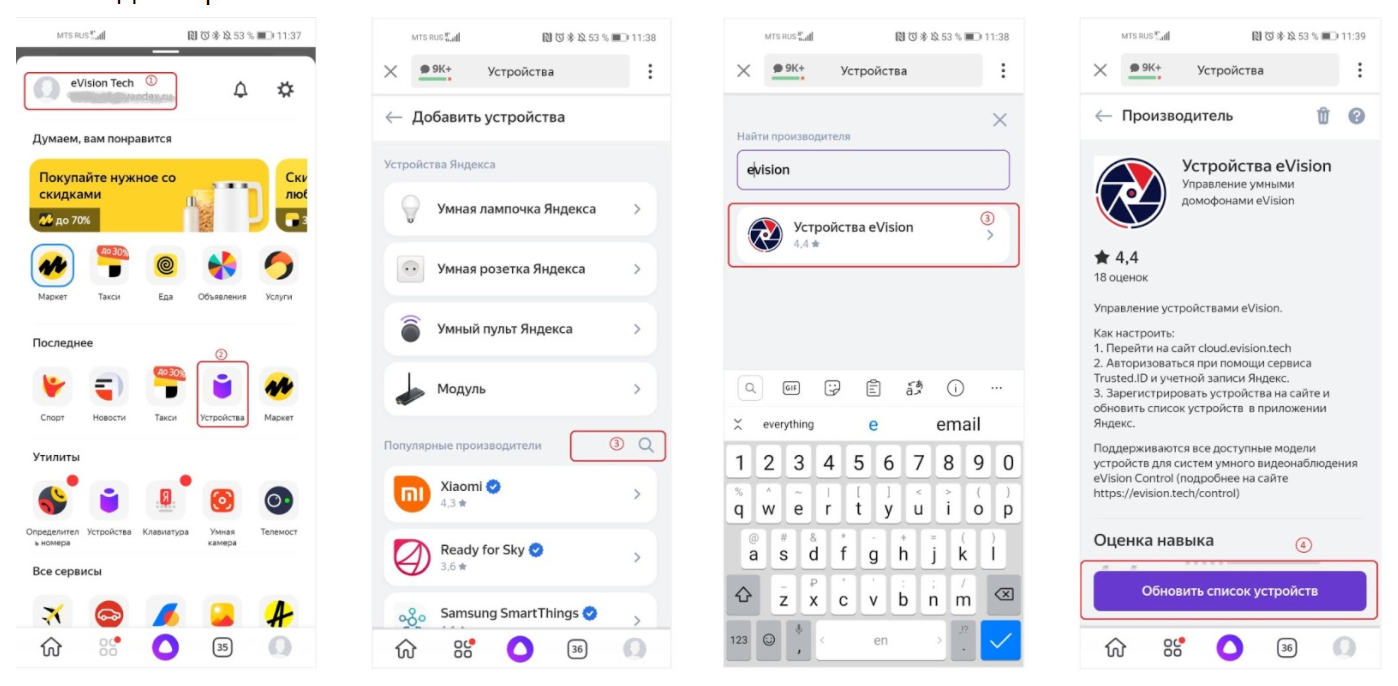 MTS RUS 53 % 11:37
eVision Tech ①
Думаем, вам понравится
Покупайте нужное со
скидками
до 70%
Ски
люб
до 30%
Маркет Такси Еда Объявления Услуги
Последнее
②
до 30%
Спорт Новости Такси Устройства Маркет
Утилиты
Определител
ь номера
Устройства Клавиатура Умная
камера
Телемост
Все сервисы
35
MTS RUS 53 % 11:38
9K+ Устройства
Добавить устройства
Устройства Яндекса
Умная лампочка Яндекса
Умная розетка Яндекса
Умный пульт Яндекса
Модуль
Популярные производители ③
Xiaomi
4,3 ★
Ready for Sky
3,6 ★
Samsung SmartThings
36
MTS RUS 53 % 11:38
9K+ Устройства
Найти производителя
evision
③
Устройства eVision
4,4 ★
GIF
everything e email
1 2 3 4 5 6 7 8 9 0
q w e r t y u i o p
a s d f g h j k l
z x c v b n m
123 , < en > .
MTS RUS 53 % 11:39
9K+ Устройства
Производитель
Устройства eVision
Управление умными
домофонами eVision
★ 4,4
18 оценок
Управление устройствами eVision.
Как настроить:
1. Перейти на сайт cloud.evision.tech
2. Авторизоваться при помощи сервиса
Trusted.ID и учетной записи Яндекс.
3. Зарегистрировать устройства на сайте и
обновить список устройств в приложении
Яндекс.
Поддерживаются все доступные модели
устройств для систем умного видеонаблюдения
eVision Control (подробнее на сайте
https://evision.tech/control)
Оценка навыка ④
Обновить список устройств
36